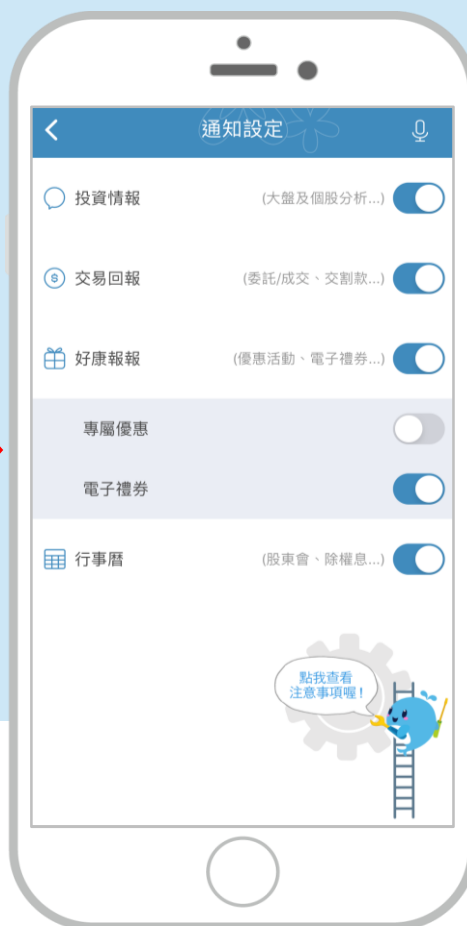 通知設定
投資情報 (大盤及個股分析...)
交易回報 (委託/成交、交割款...)
好康報報 (優惠活動、電子禮券...)
專屬優惠
電子禮券
行事曆 (股東會、除權息...)
點我查看
注意事項喔！